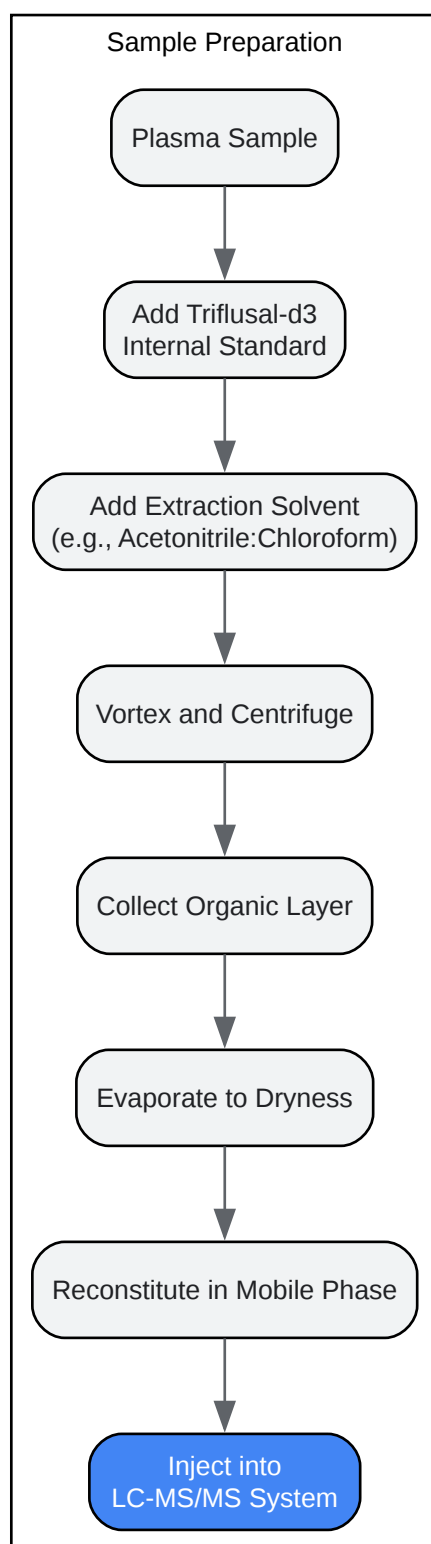 Sample Preparation
Plasma Sample
Add Triflusal-d3
Internal Standard
Add Extraction Solvent
(e.g., Acetonitrile:Chloroform)
Vortex and Centrifuge
Collect Organic Layer
Evaporate to Dryness
Reconstitute in Mobile Phase
Inject into
LC-MS/MS System